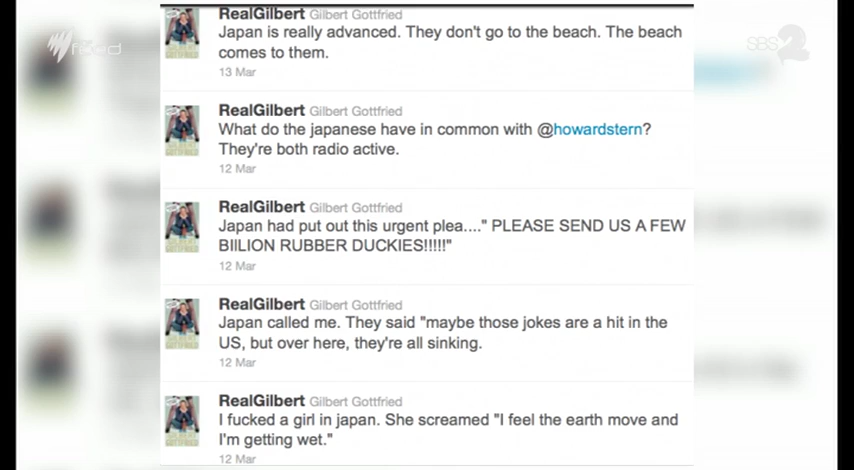 RealGilbert Gilbert Gottfried
Japan is really advanced. They don't go to the beach. The beach
comes to them.
13 Mar
RealGilbert Gilbert Gottfried
What do the japanese have in common with @howardstern?
They're both radio active.
12 Mar
RealGilbert Gilbert Gottfried
Japan had put out this urgent plea...." PLEASE SEND US A FEW
BIILION RUBBER DUCKIES!!!!!"
12 Mar
RealGilbert Gilbert Gottfried
Japan called me. They said "maybe those jokes are a hit in the
US, but over here, they're all sinking.
12 Mar
RealGilbert Gilbert Gottfried
I fucked a girl in japan. She screamed "I feel the earth move and
I'm getting wet."
12 Mar
SBS2